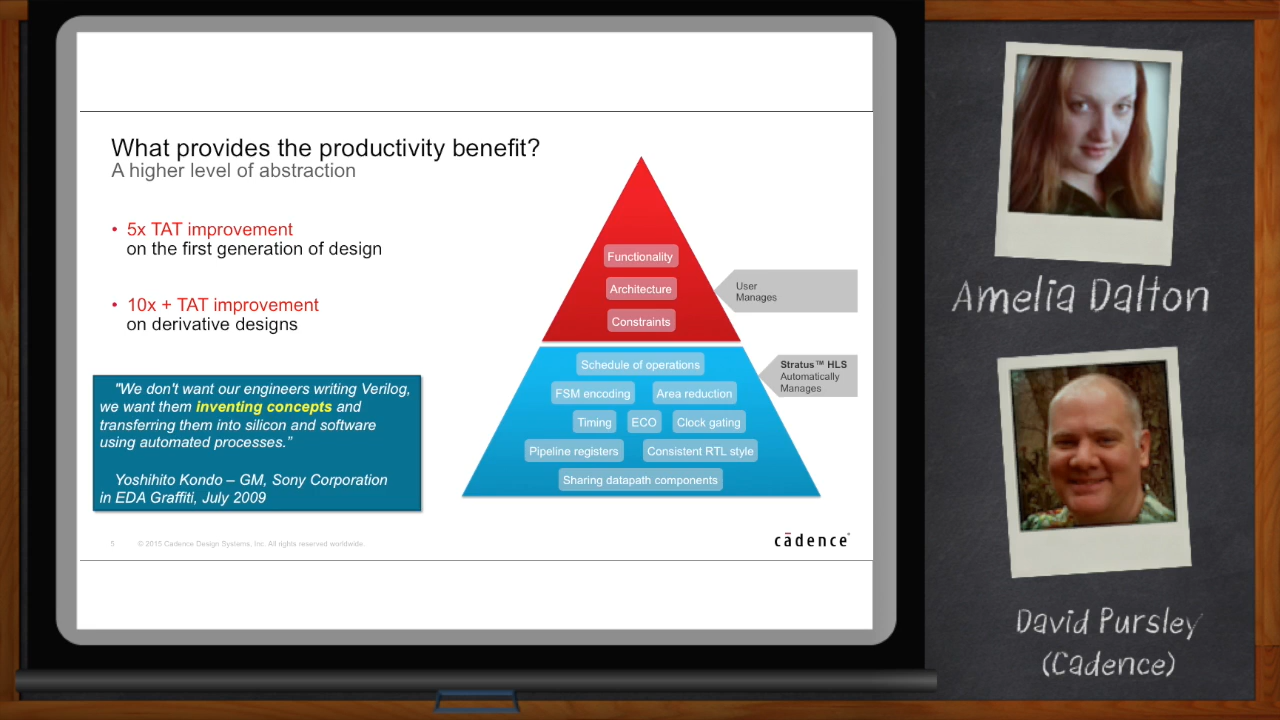 What provides the productivity benefit?
A higher level of abstraction
• 5x TAT improvement
on the first generation of design
• 10x + TAT improvement
on derivative designs
"We don't want our engineers writing Verilog,
we want them inventing concepts and
transferring them into silicon and software
using automated processes.”
Yoshihito Kondo – GM, Sony Corporation
in EDA Graffiti, July 2009
Functionality
Architecture
Constraints
User
Manages
Schedule of operations
FSM encoding Area reduction
Timing ECO Clock gating
Pipeline registers Consistent RTL style
Sharing datapath components
Stratus™ HLS
Automatically
Manages
5 © 2015 Cadence Design Systems, Inc. All rights reserved worldwide.
cādence®
Amelia Dalton
David Pursley
(Cadence)